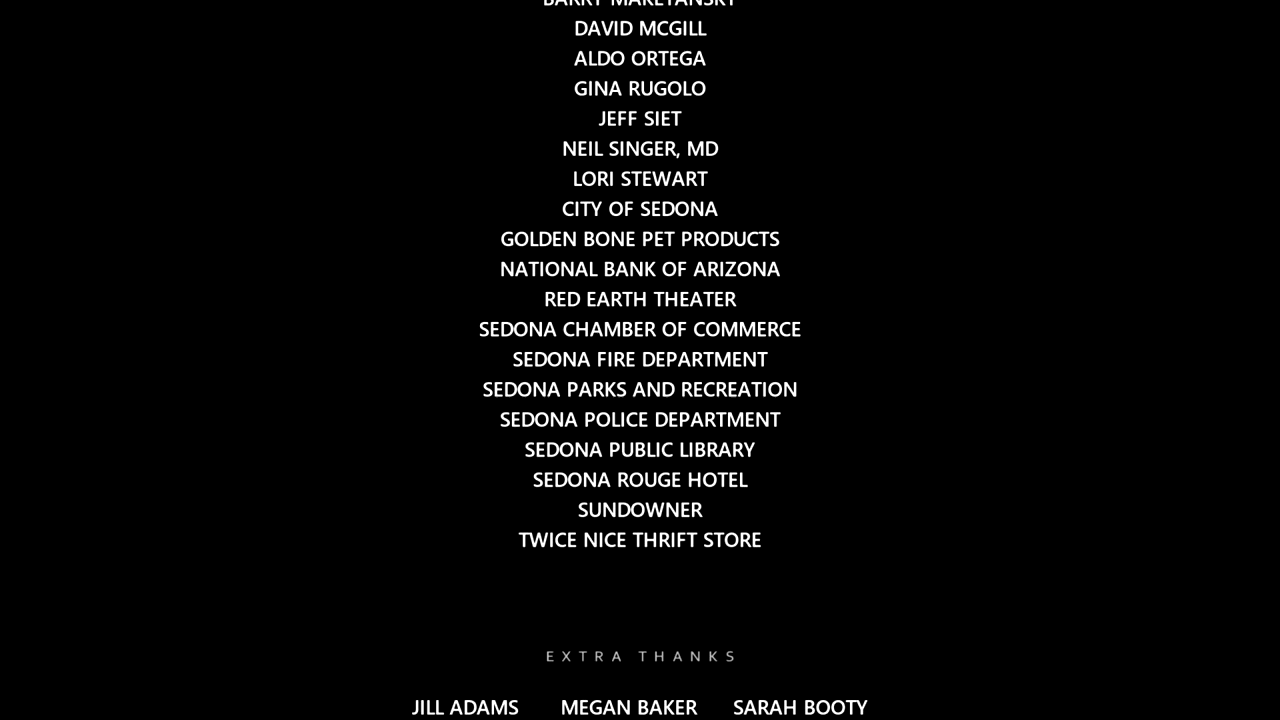 DAVID MCGILL
ALDO ORTEGA
GINA RUGOLO
JEFF SIET
NEIL SINGER, MD
LORI STEWART
CITY OF SEDONA
GOLDEN BONE PET PRODUCTS
NATIONAL BANK OF ARIZONA
RED EARTH THEATER
SEDONA CHAMBER OF COMMERCE
SEDONA FIRE DEPARTMENT
SEDONA PARKS AND RECREATION
SEDONA POLICE DEPARTMENT
SEDONA PUBLIC LIBRARY
SEDONA ROUGE HOTEL
SUNDOWNER
TWICE NICE THRIFT STORE
EXTRA THANKS
JILL ADAMS MEGAN BAKER SARAH BOOTY